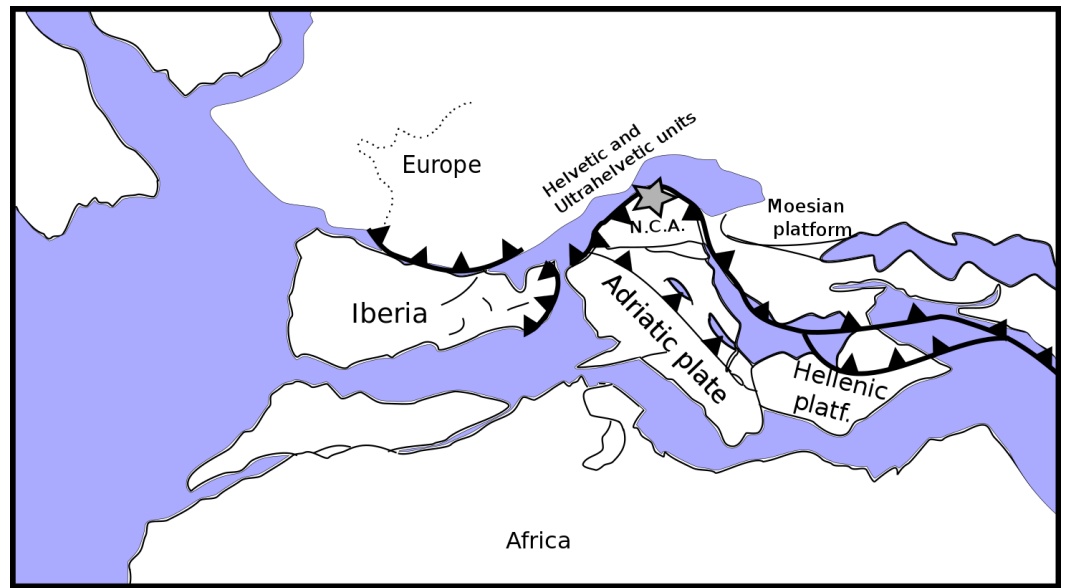 Europe
Helvetic and
Ultrahelvetic units
Moesian
platform
N.C.A.
Iberia
Adriatic plate
Hellenic
platf.
Africa